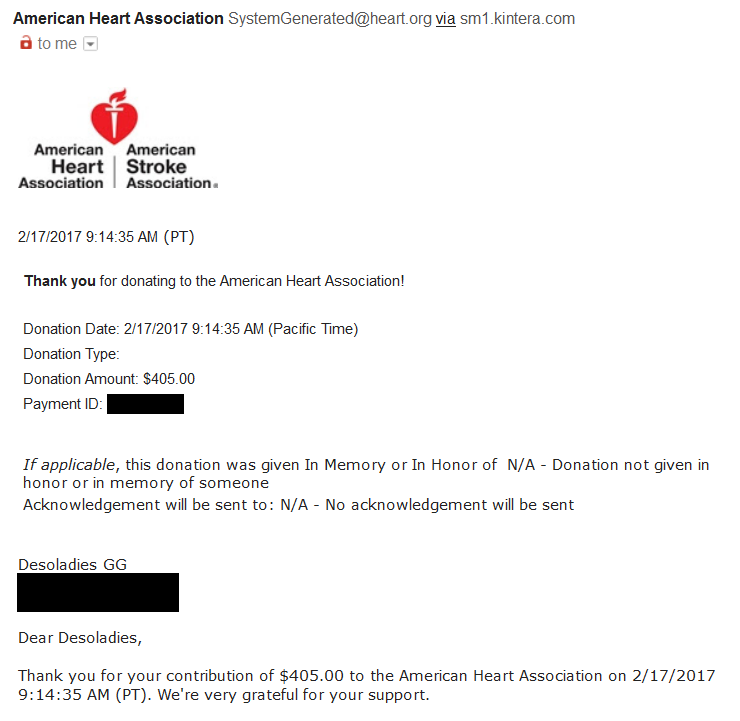 American Heart Association SystemGenerated@heart.org via sm1.kintera.com
to me
American American
Heart Stroke
Association Association®
2/17/2017 9:14:35 AM (PT)
Thank you for donating to the American Heart Association!
Donation Date: 2/17/2017 9:14:35 AM (Pacific Time)
Donation Type:
Donation Amount: $405.00
Payment ID:
If applicable, this donation was given In Memory or In Honor of  N/A - Donation not given in
honor or in memory of someone
Acknowledgement will be sent to: N/A - No acknowledgement will be sent
Desoladies GG
Dear Desoladies,
Thank you for your contribution of $405.00 to the American Heart Association on 2/17/2017
9:14:35 AM (PT). We're very grateful for your support.